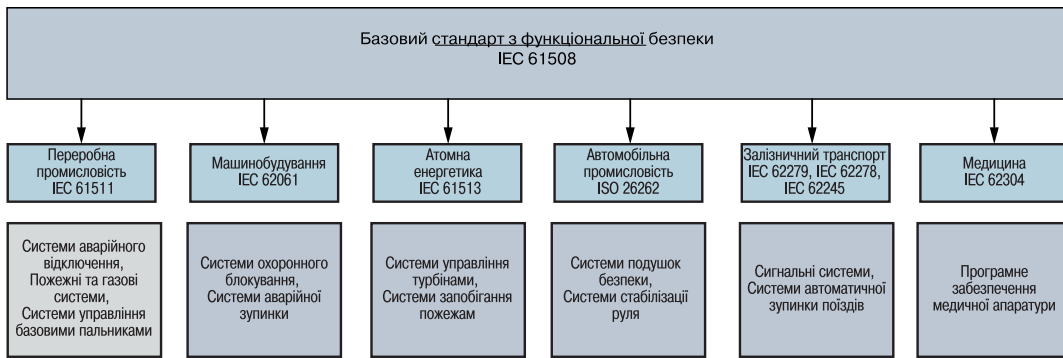 Базовий стандарт з функціональної безпеки
IEC 61508
Переробна
промисловість
IEC 61511
Машинобудування
IEC 62061
Атомна
енергетика
IEC 61513
Автомобільна
промисловість
ISO 26262
Залізничний транспорт
IEC 62279, IEC 62278,
IEC 62245
Медицина
IEC 62304
Системи аварійного
відключення,
Пожежні та газові
системи,
Системи управління
базовими пальниками
Системи охоронного
блокування,
Системи аварійної
зупинки
Системи управління
турбінами,
Системи запобігання
пожежам
Системи подушок
безпеки,
Системи стабілізації
руля
Сигнальні системи,
Системи автоматичної
зупинки поїздів
Програмне
забезпечення
медичної апаратури